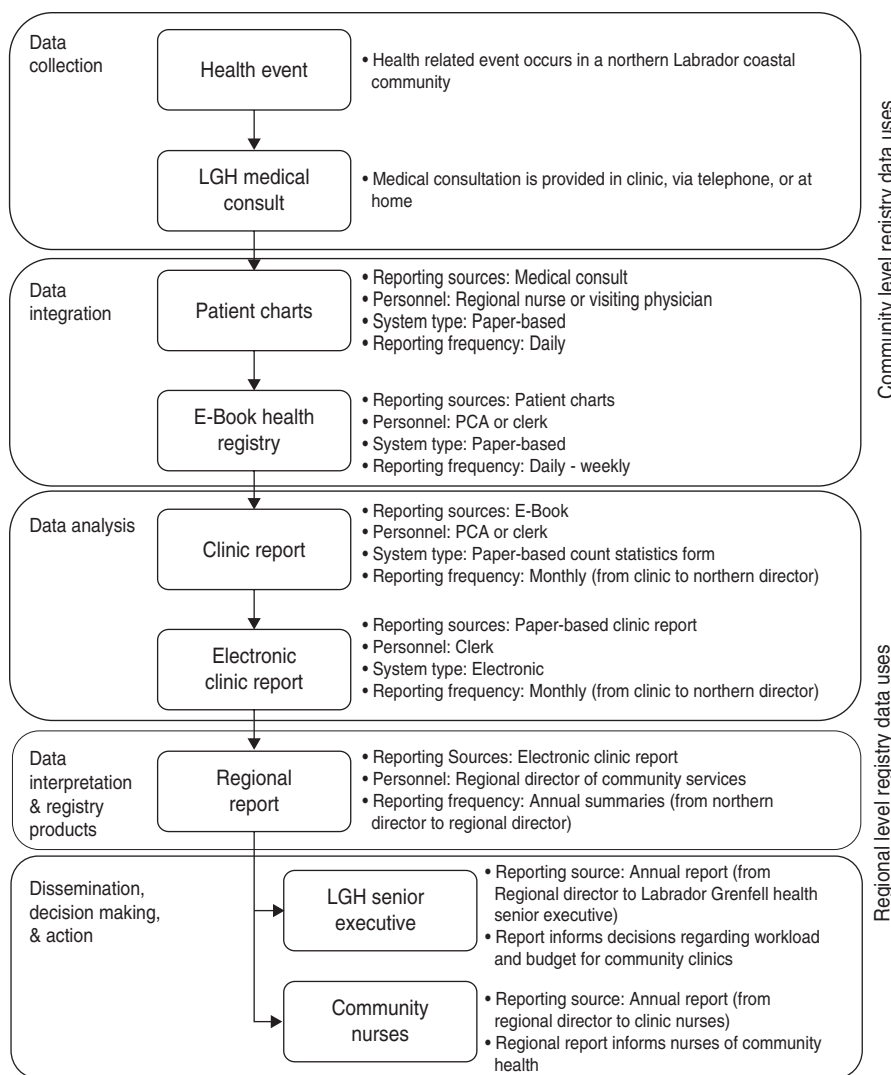 Data
collection
Health event
• Health related event occurs in a northern Labrador coastal
community
LGH medical
consult
• Medical consultation is provided in clinic, via telephone, or at
home
Community level registry data uses
Data
integration
Patient charts
• Reporting sources: Medical consult
• Personnel: Regional nurse or visiting physician
• System type: Paper-based
• Reporting frequency: Daily
E-Book health
registry
• Reporting sources: Patient charts
• Personnel: PCA or clerk
• System type: Paper-based
• Reporting frequency: Daily - weekly
Data analysis
Clinic report
• Reporting sources: E-Book
• Personnel: PCA or clerk
• System type: Paper-based count statistics form
• Reporting frequency: Monthly (from clinic to northern director)
Electronic
clinic report
• Reporting sources: Paper-based clinic report
• Personnel: Clerk
• System type: Electronic
• Reporting frequency: Monthly (from clinic to northern director)
Regional level registry data uses
Data
interpretation
& registry
products
Regional
report
• Reporting Sources: Electronic clinic report
• Personnel: Regional director of community services
• Reporting frequency: Annual summaries (from northern
director to regional director)
Dissemination,
decision making,
& action
LGH senior
executive
• Reporting source: Annual report (from
Regional director to Labrador Grenfell health
senior executive)
• Report informs decisions regarding workload
and budget for community clinics
Community
nurses
• Reporting source: Annual report (from
regional director to clinic nurses)
• Regional report informs nurses of community
health